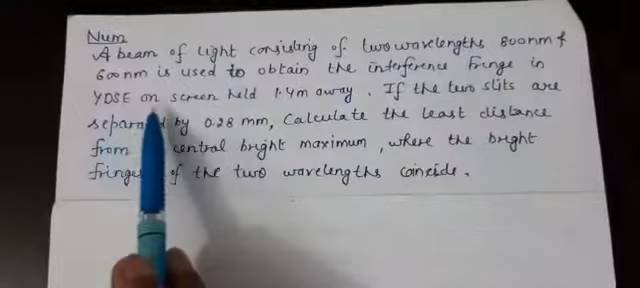 Num
A beam of light consisting of two wavelengths 800nm &
600nm is used to obtain the interference fringe in
YDSE on screen held 1.4m away. If the two slits are
by 0.28 mm, Calculate the least distance
from central bright maximum, where the bright
of the two wavelengths coincide.